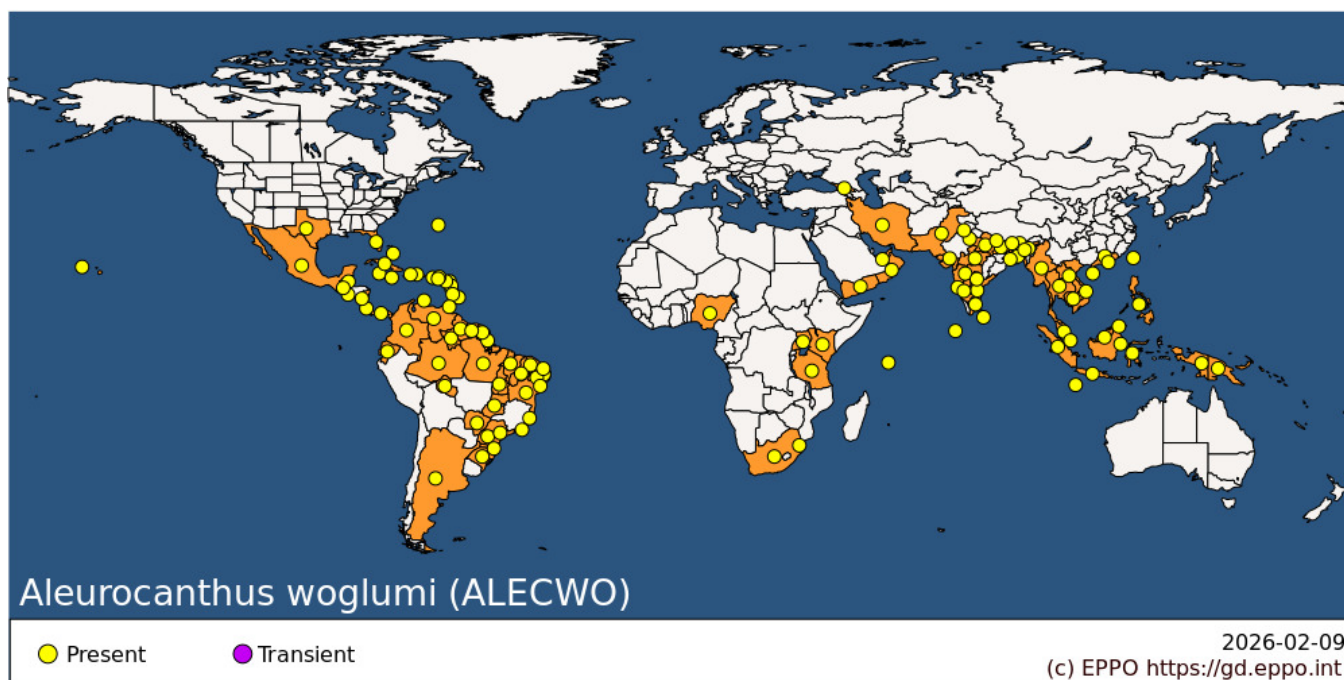 Aleurocanthus woglumi (ALECWO)
Present
Transient
2026-02-09
(c) EPPO https://gd.eppo.int